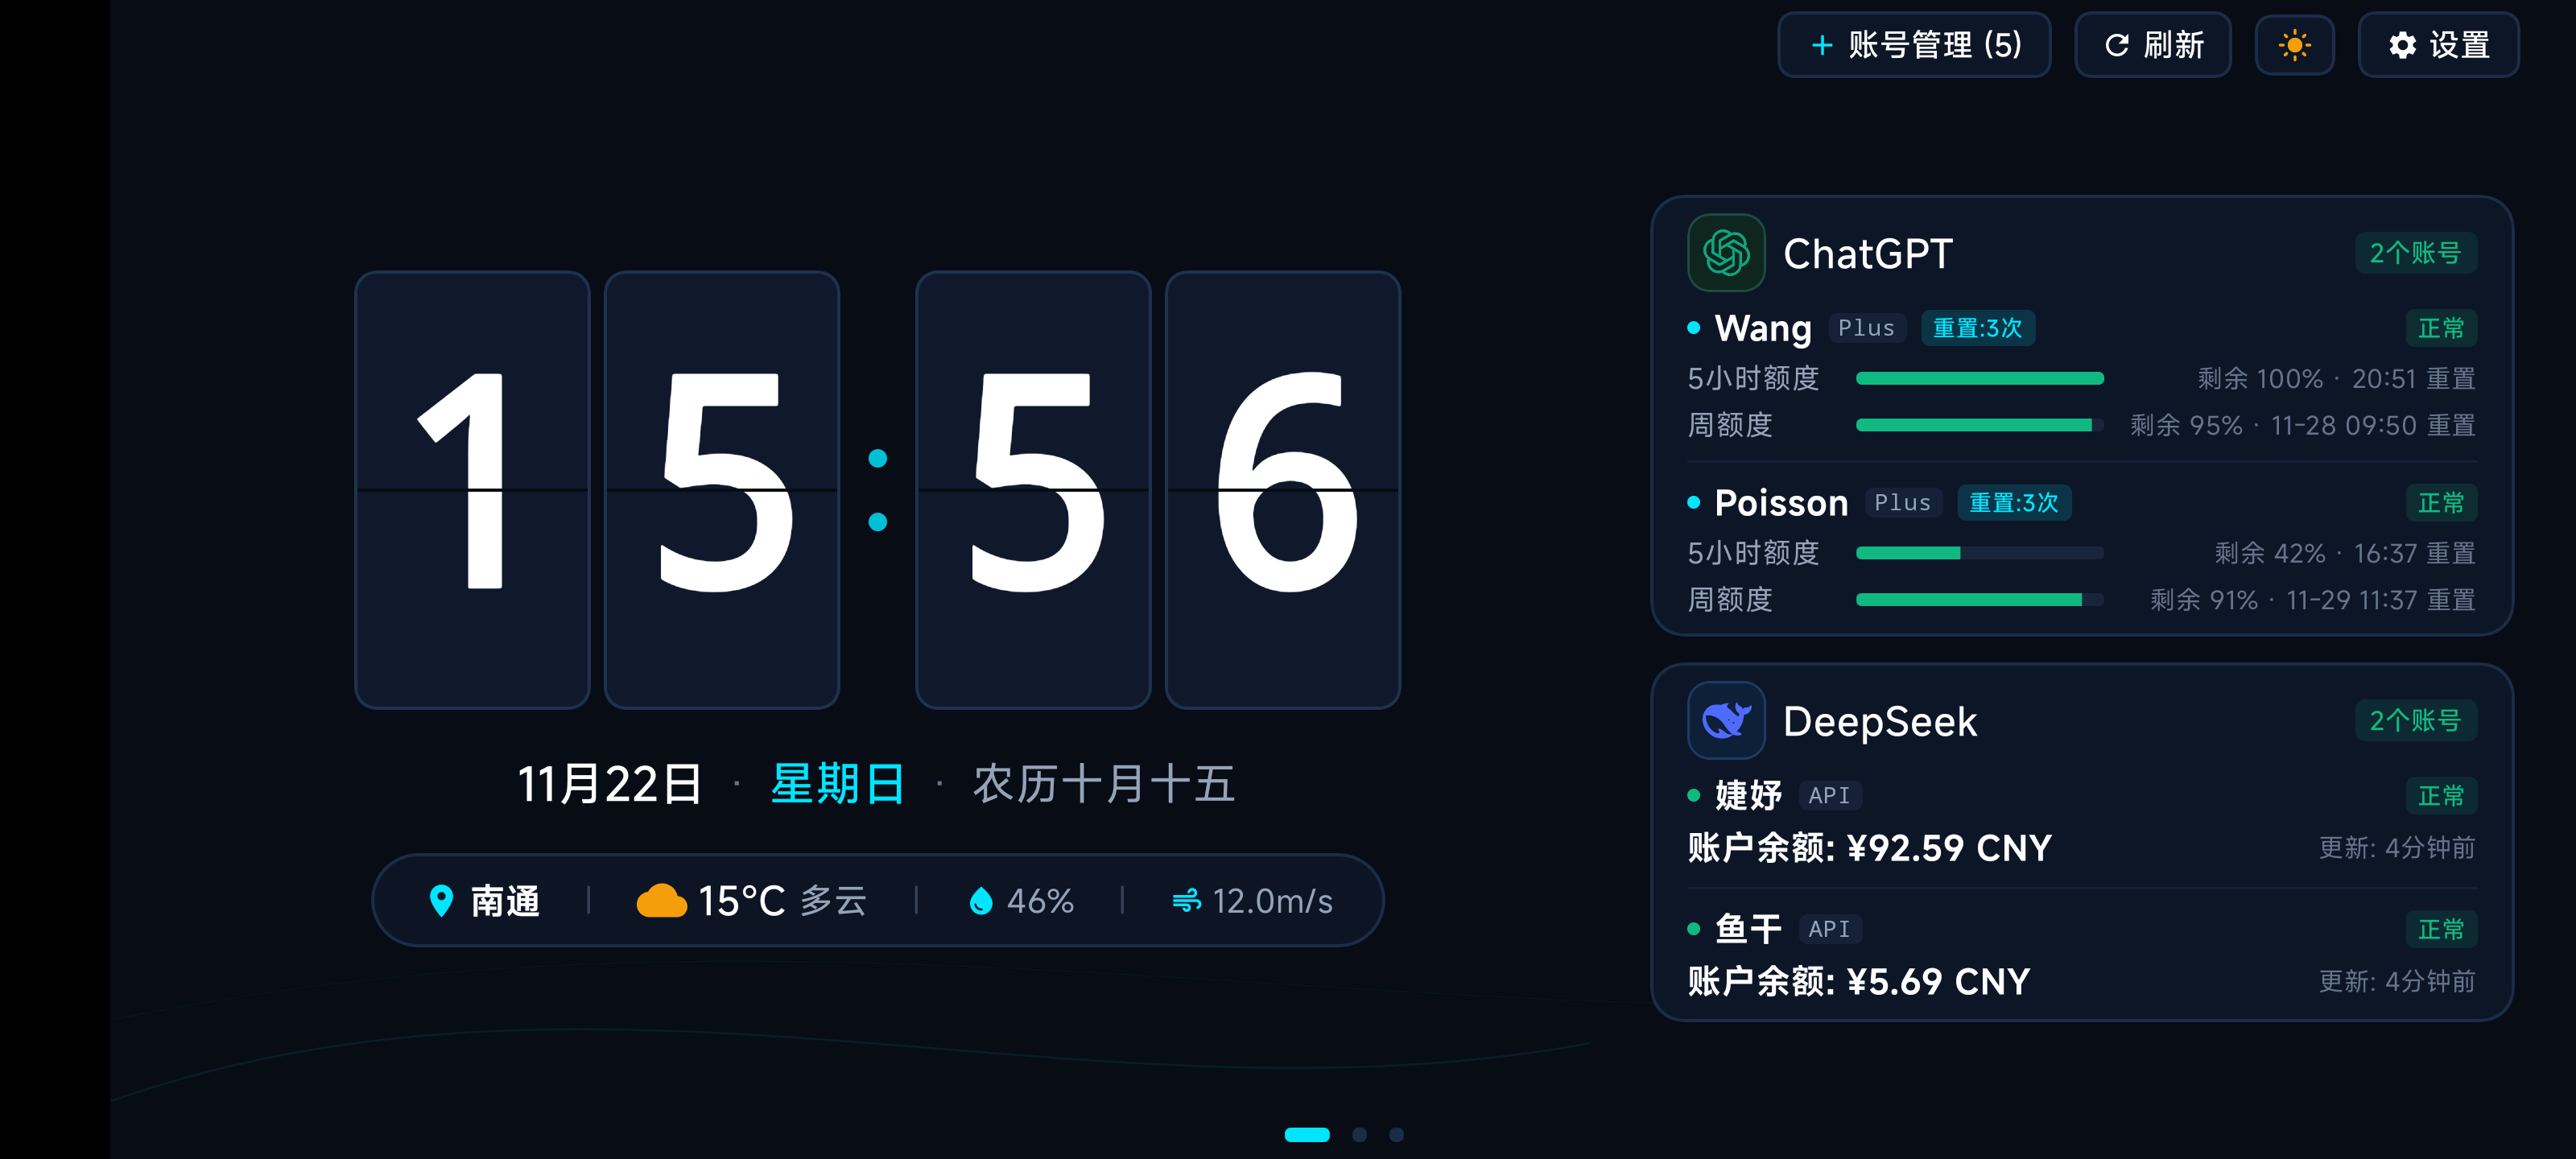 账号管理 (5) 刷新 设置
15:56
11月22日 · 星期日 · 农历十月十五
南通 | 15°C 多云 | 46% | 12.0m/s
ChatGPT 2个账号
Wang Plus 重置:3次 正常
5小时额度 剩余 100% · 20:51 重置
周额度 剩余 95% · 11-28 09:50 重置
Poisson Plus 重置:3次 正常
5小时额度 剩余 42% · 16:37 重置
周额度 剩余 91% · 11-29 11:37 重置
DeepSeek 2个账号
婕妤 API 正常
账户余额: ¥92.59 CNY 更新: 4分钟前
鱼干 API 正常
账户余额: ¥5.69 CNY 更新: 4分钟前